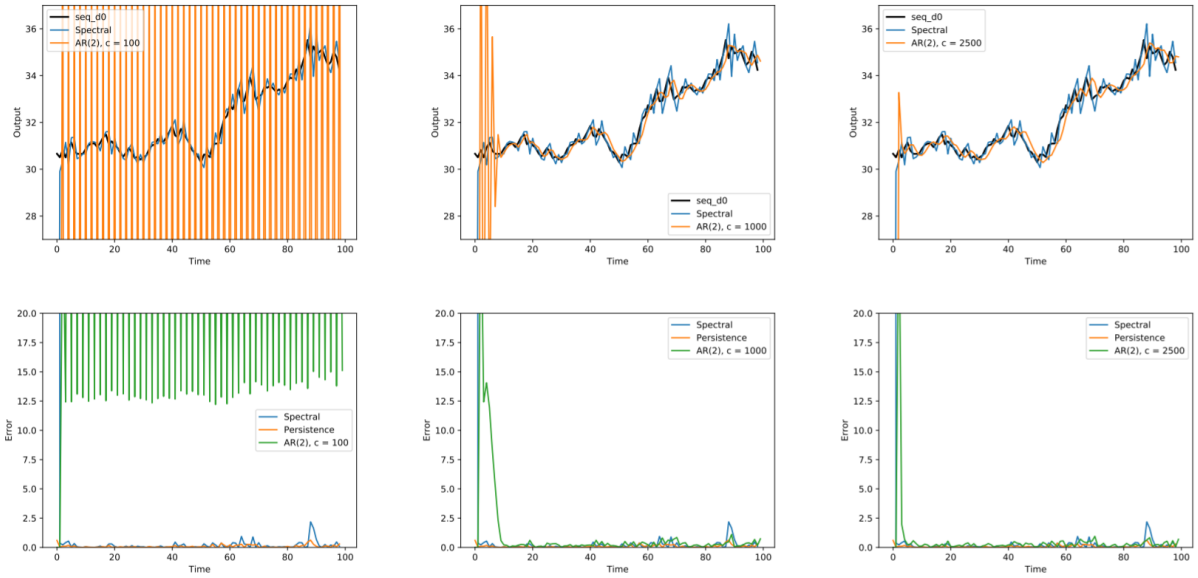 36
34
32
30
28
Output
seq_d0
Spectral
AR(2), c = 100
0
20
40
60
80
100
Time
36
34
32
30
28
Output
seq_d0
Spectral
AR(2), c = 1000
0
20
40
60
80
100
Time
36
34
32
30
28
Output
seq_d0
Spectral
AR(2), c = 2500
0
20
40
60
80
100
Time
20.0
17.5
15.0
12.5
10.0
7.5
5.0
2.5
0.0
Error
Spectral
Persistence
AR(2), c = 100
0
20
40
60
80
100
Time
20.0
17.5
15.0
12.5
10.0
7.5
5.0
2.5
0.0
Error
Spectral
Persistence
AR(2), c = 1000
0
20
40
60
80
100
Time
20.0
17.5
15.0
12.5
10.0
7.5
5.0
2.5
0.0
Error
Spectral
Persistence
AR(2), c = 2500
0
20
40
60
80
100
Time